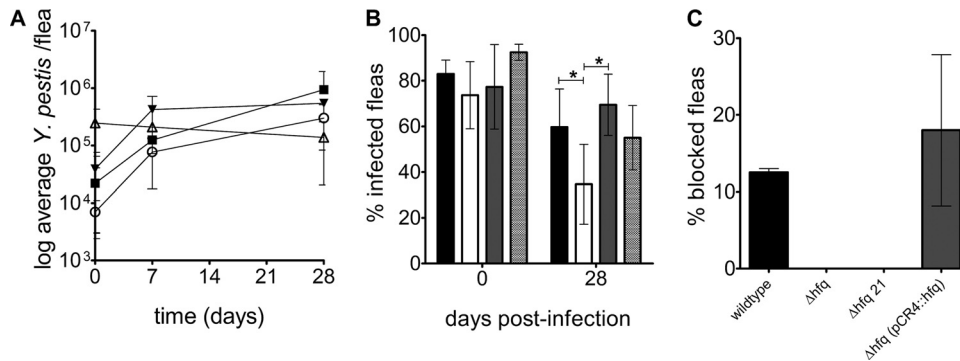 A
log average Y. pestis /flea
10⁷
10⁶
10⁵
10⁴
10³
0 7 14 21 28
time (days)
B
% infected fleas
100
80
60
40
20
0
* *
0 28
days post-infection
C
% blocked fleas
30
20
10
0
wildtype
Δhfq
Δhfq 21
Δhfq (pCR4::hfq)